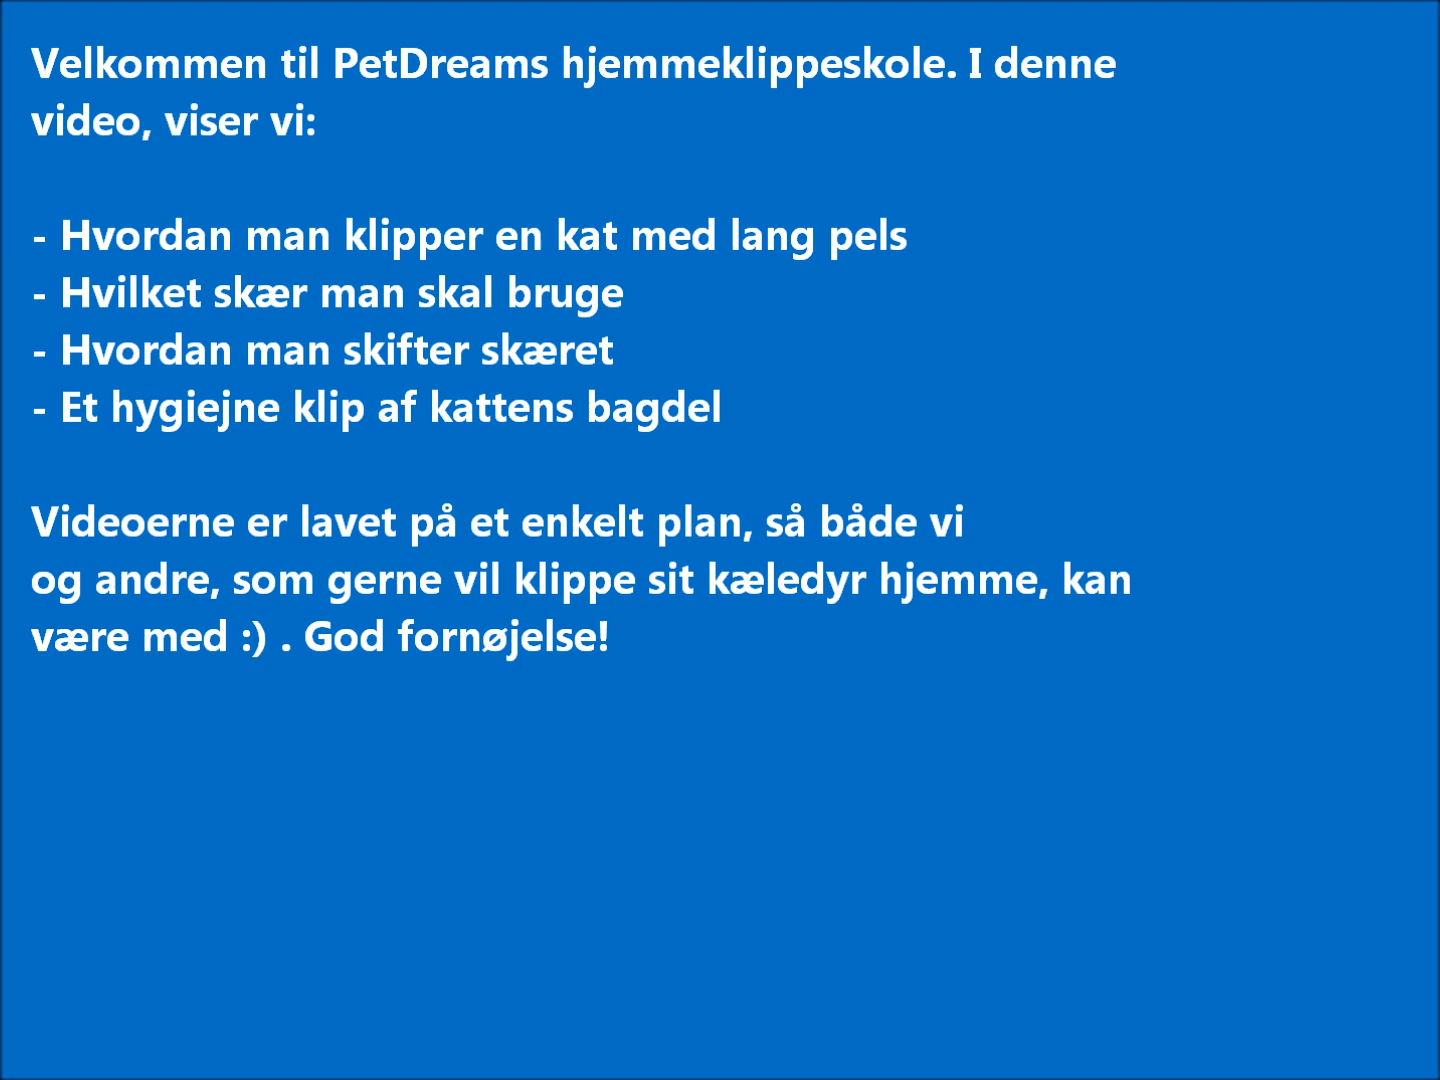 Velkommen til PetDreams hjemmeklippeskole. I denne
video, viser vi:
- Hvordan man klipper en kat med lang pels
- Hvilket skær man skal bruge
- Hvordan man skifter skæret
- Et hygiejne klip af kattens bagdel
Videoerne er lavet på et enkelt plan, så både vi
og andre, som gerne vil klippe sit kæledyr hjemme, kan
være med :) . God fornøjelse!